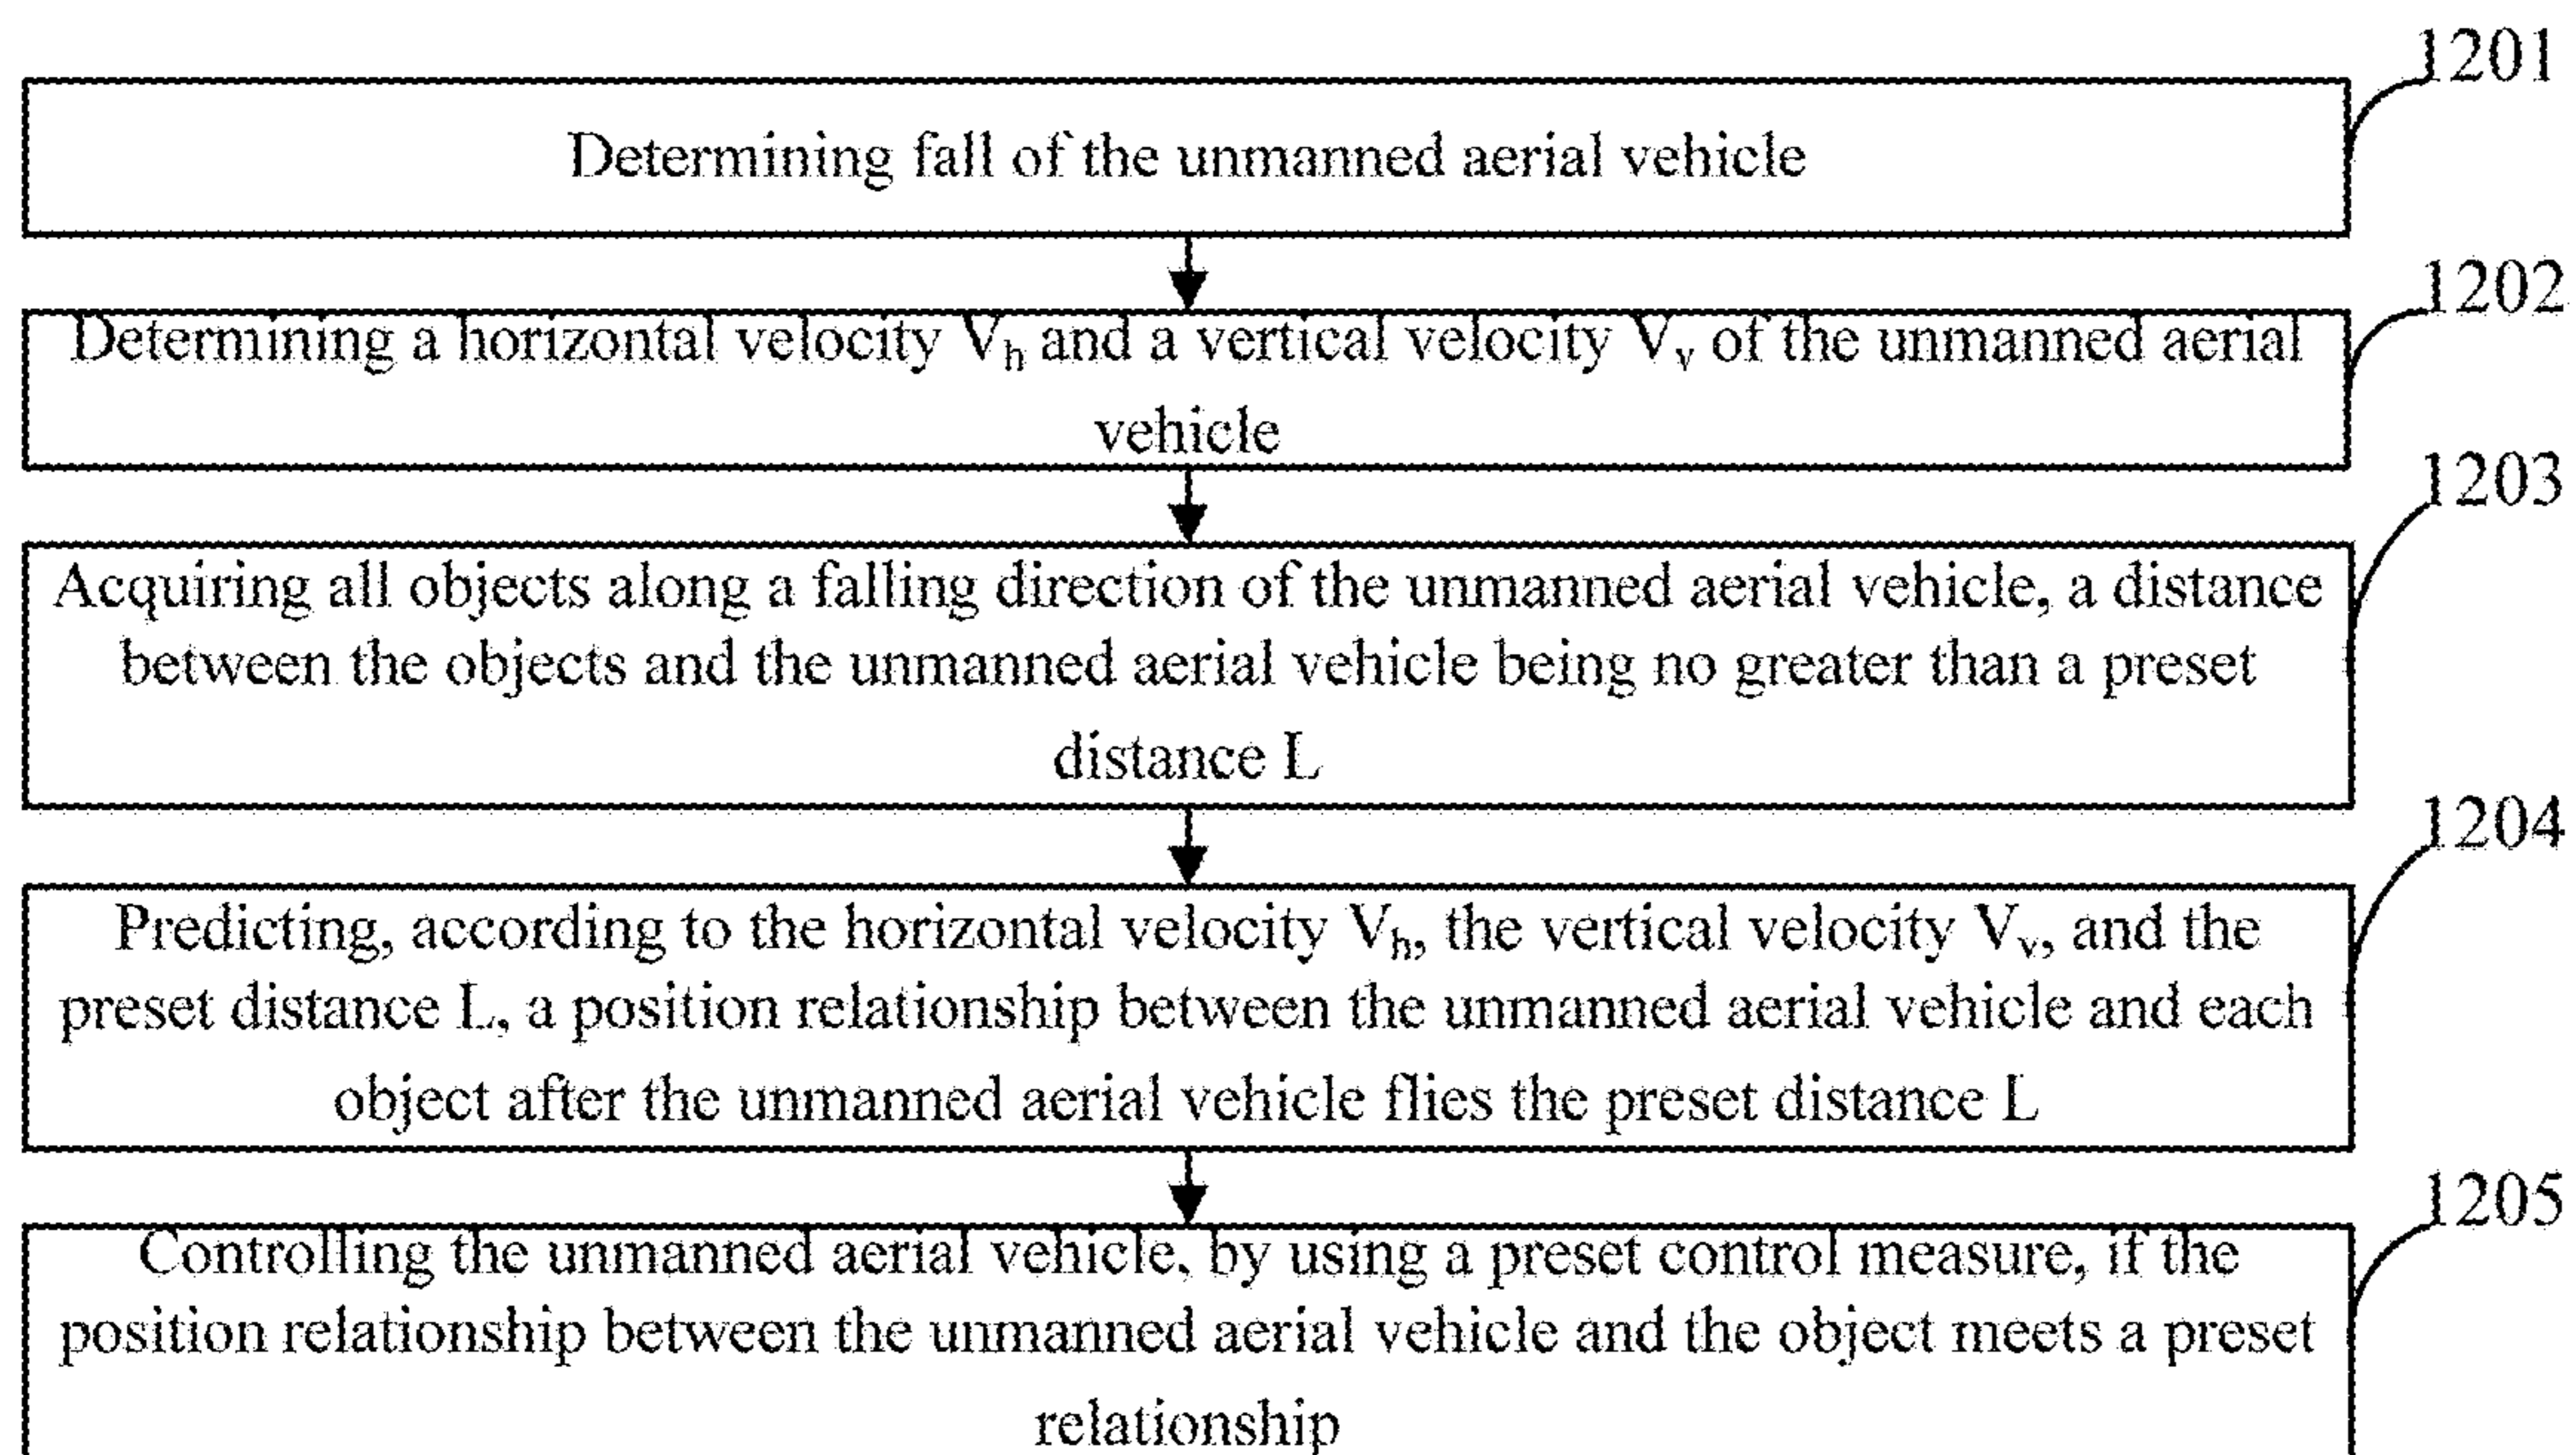 1201
Determining fall of the unmanned aerial vehicle
1202
Determining a horizontal velocity Vh and a vertical velocity Vv of the unmanned aerial
vehicle
1203
Acquiring all objects along a falling direction of the unmanned aerial vehicle, a distance
between the objects and the unmanned aerial vehicle being no greater than a preset
distance L
1204
Predicting, according to the horizontal velocity Vh, the vertical velocity Vv, and the
preset distance L, a position relationship between the unmanned aerial vehicle and each
object after the unmanned aerial vehicle flies the preset distance L
1205
Controlling the unmanned aerial vehicle, by using a preset control measure, if the
position relationship between the unmanned aerial vehicle and the object meets a preset
relationship